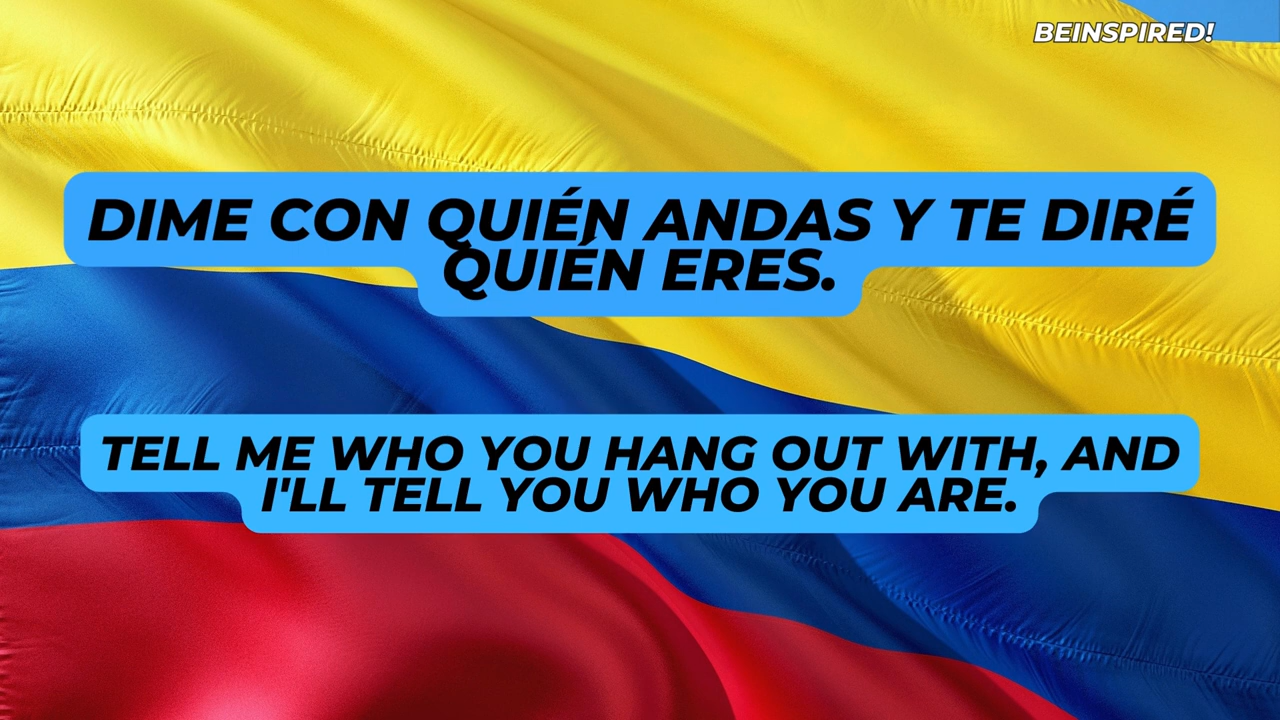 BEINSPIRED!
DIME CON QUIÉN ANDAS Y TE DIRÉ
QUIÉN ERES.
TELL ME WHO YOU HANG OUT WITH, AND
I'LL TELL YOU WHO YOU ARE.